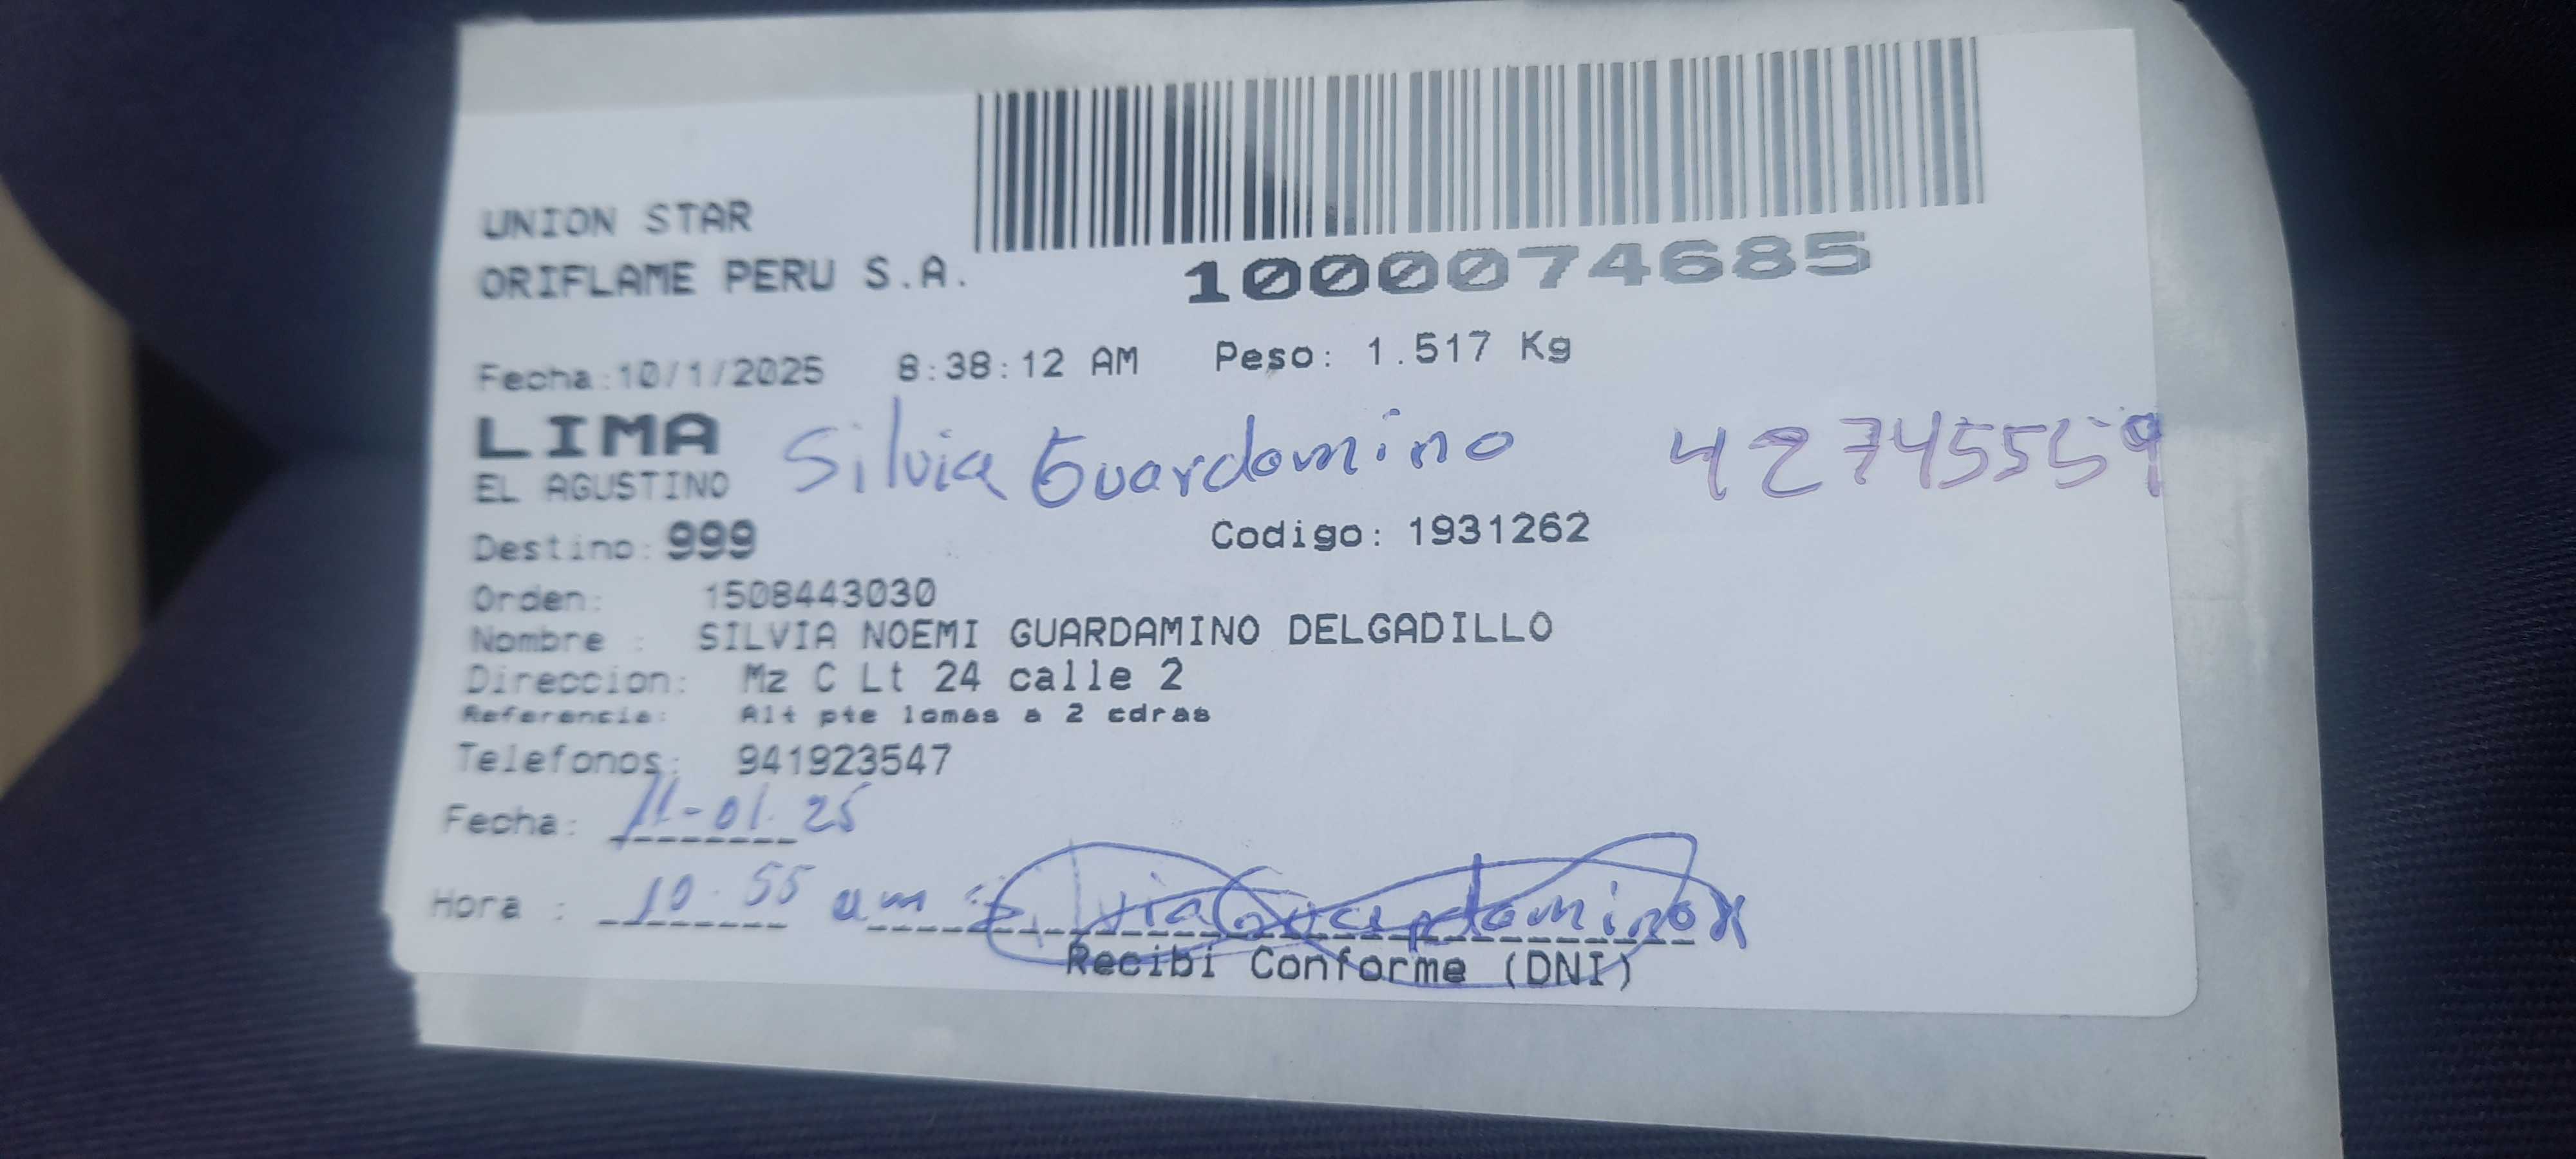 UNION STAR
ORIFLAME PERU S.A.
1000074685
Fecha:10/1/2025 8:38:12 AM Peso: 1.517 Kg
LIMA
EL AGUSTINO
Silvia Guardamino 42745559
Destino: 999 Codigo: 1931262
Orden: 1508443030
Nombre : SILVIA NOEMI GUARDAMINO DELGADILLO
Direccion: Mz C Lt 24 calle 2
Referencia: Alt pte lomas a 2 cdras
Telefonos: 941923547
Fecha: 11-01.25
Hora : 10.55 am Silvia Guardamino
Recibi Conforme (DNI)